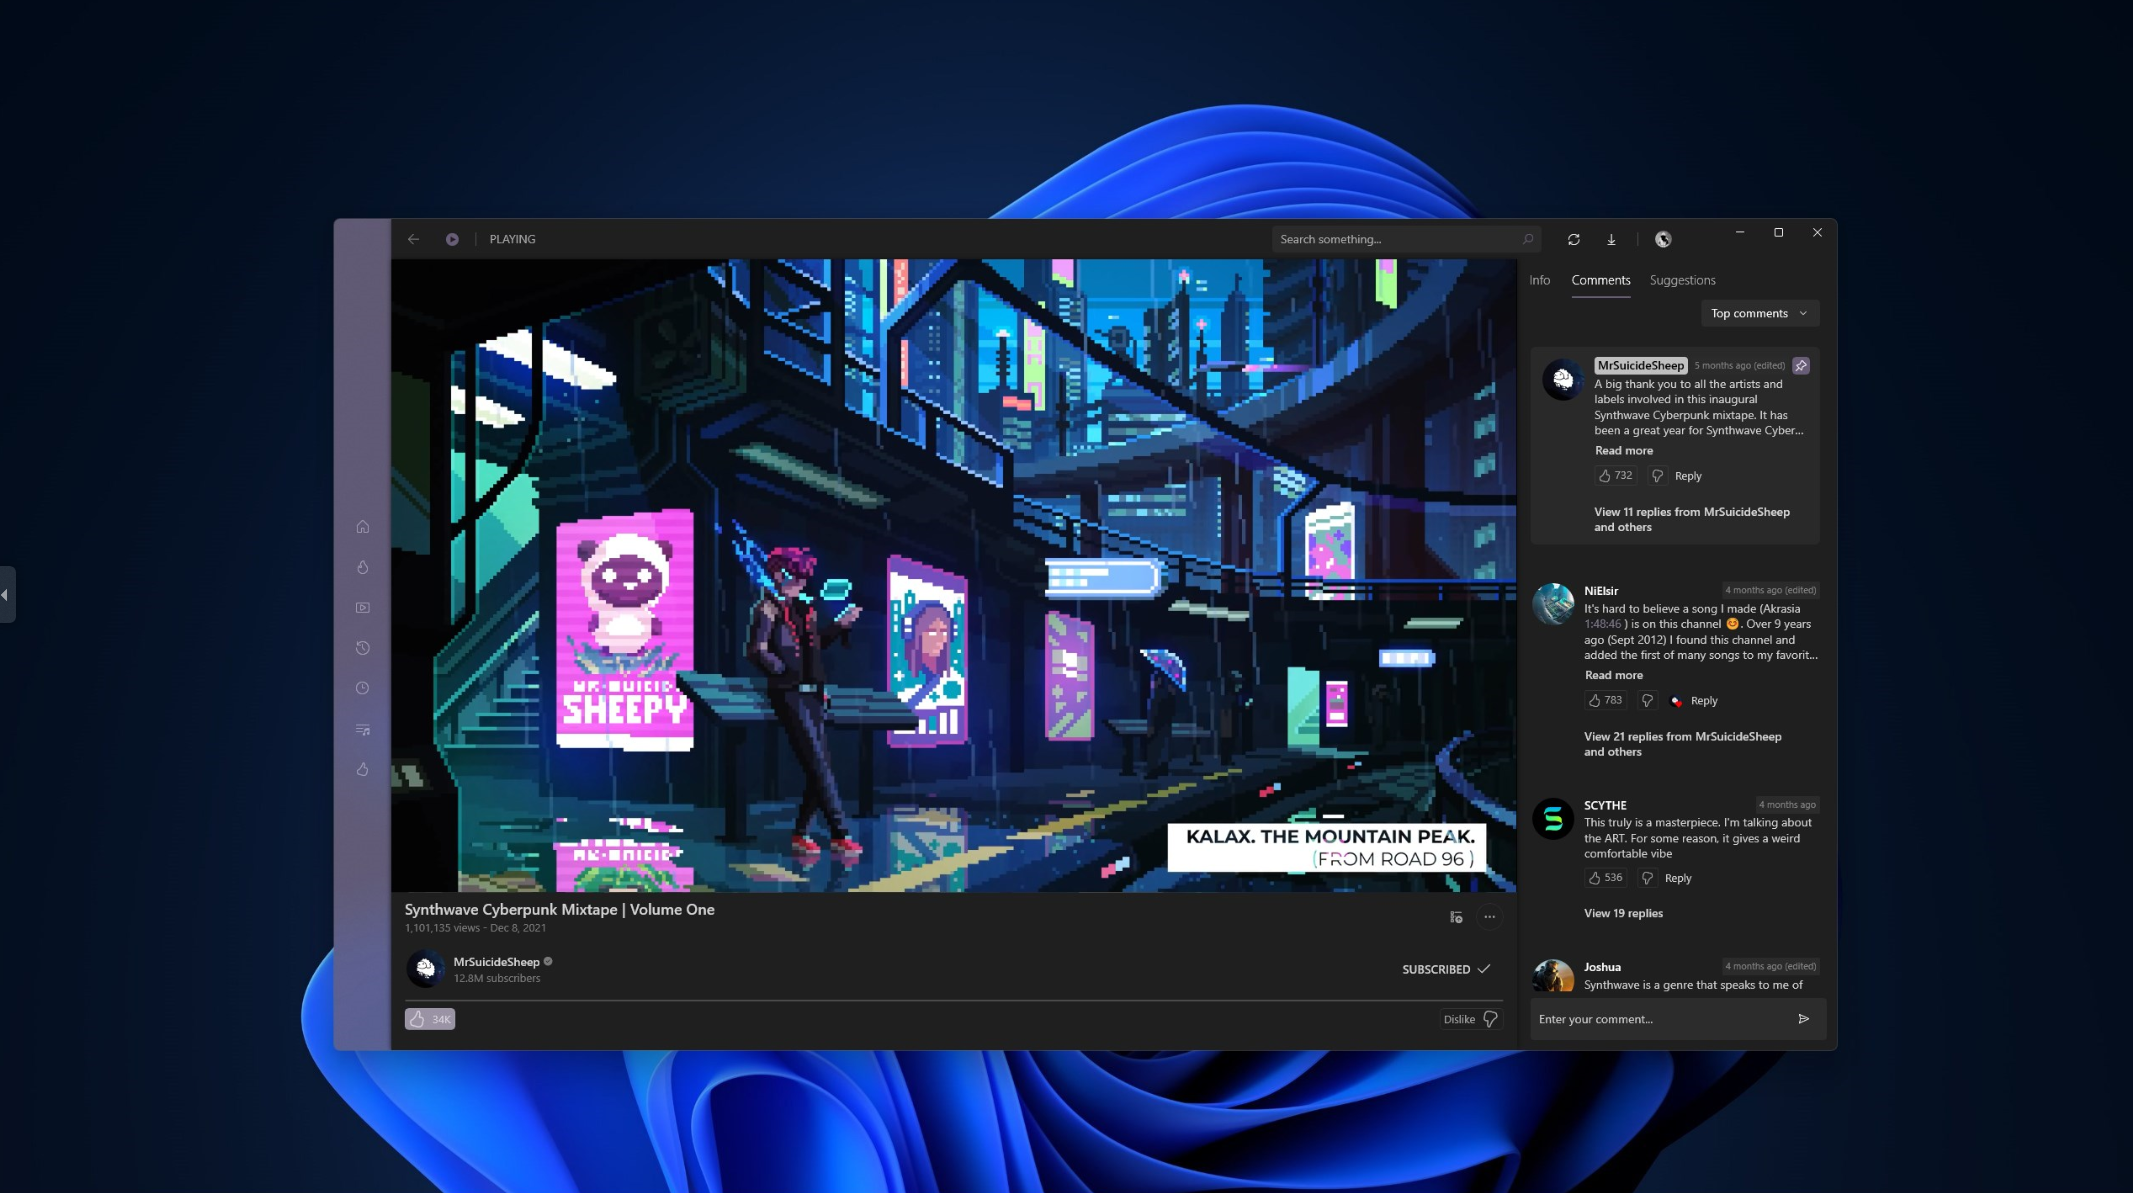 PLAYING
Search something...
Info
Comments
Suggestions
Top comments
MrSuicideSheep
5 months ago (edited)
A big thank you to all the artists and
labels involved in this inaugural
Synthwave Cyberpunk mixtape. It has
been a great year for Synthwave Cyber...
Read more
732
Reply
View 11 replies from MrSuicideSheep
and others
NiElsir
4 months ago (edited)
It's hard to believe a song I made (Akrasia
1:48:46 ) is on this channel 😊. Over 9 years
ago (Sept 2012) I found this channel and
added the first of many songs to my favorit...
Read more
783
Reply
View 21 replies from MrSuicideSheep
and others
SCYTHE
4 months ago
This truly is a masterpiece. I'm talking about
the ART. For some reason, it gives a weird
comfortable vibe
536
Reply
View 19 replies
Joshua
4 months ago (edited)
Synthwave is a genre that speaks to me of
Enter your comment...
MR·SUICID
SHEEPY
KALAX. THE MOUNTAIN PEAK.
(FROM ROAD 96 )
Synthwave Cyberpunk Mixtape | Volume One
1,101,135 views - Dec 8, 2021
MrSuicideSheep
12.8M subscribers
SUBSCRIBED
34K
Dislike